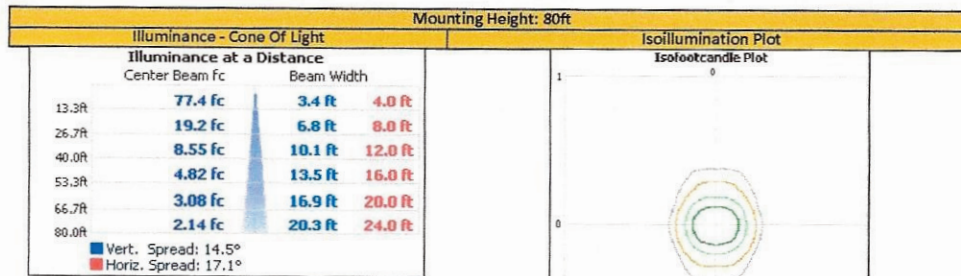 Mounting Height: 80ft
Illuminance - Cone Of Light
Isoillumination Plot
Illuminance at a Distance
Center Beam fc Beam Width
13.3ft 77.4 fc 3.4 ft 4.0 ft
26.7ft 19.2 fc 6.8 ft 8.0 ft
40.0ft 8.55 fc 10.1 ft 12.0 ft
53.3ft 4.82 fc 13.5 ft 16.0 ft
66.7ft 3.08 fc 16.9 ft 20.0 ft
80.0ft 2.14 fc 20.3 ft 24.0 ft
Vert. Spread: 14.5°
Horiz. Spread: 17.1°
Isofootcandle Plot
0
1
0